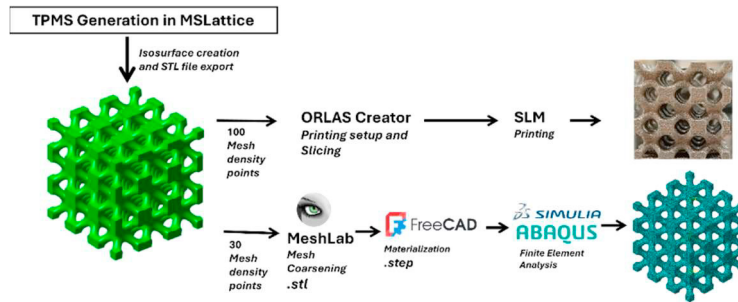 TPMS Generation in MSLattice
Isosurface creation
and STL file export
100
Mesh
density
points
ORLAS Creator
Printing setup and
Slicing
SLM
Printing
30
Mesh
density
points
MeshLab
Mesh
Coarsening
.stl
FreeCAD
Materialization
.step
3DS SIMULIA
ABAQUS
Finite Element
Analysis